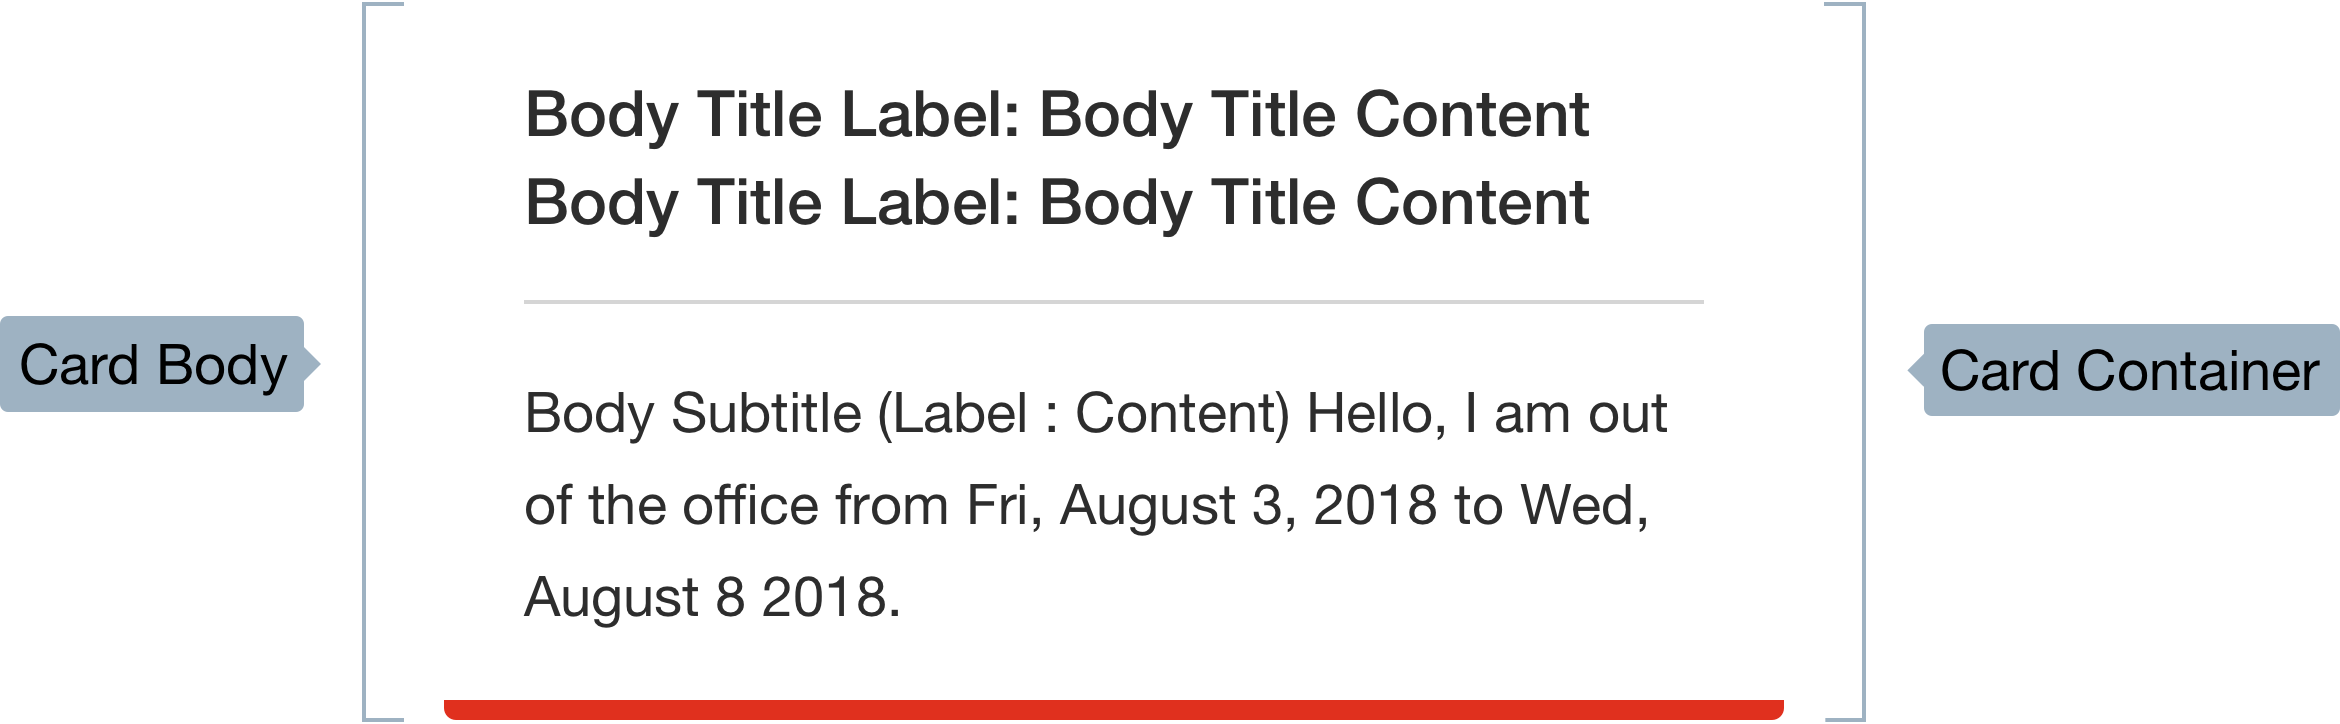 Body Title Label: Body Title Content
Body Title Label: Body Title Content
Card Body
Card Container
Body Subtitle (Label : Content) Hello, I am out
of the office from Fri, August 3, 2018 to Wed,
August 8 2018.